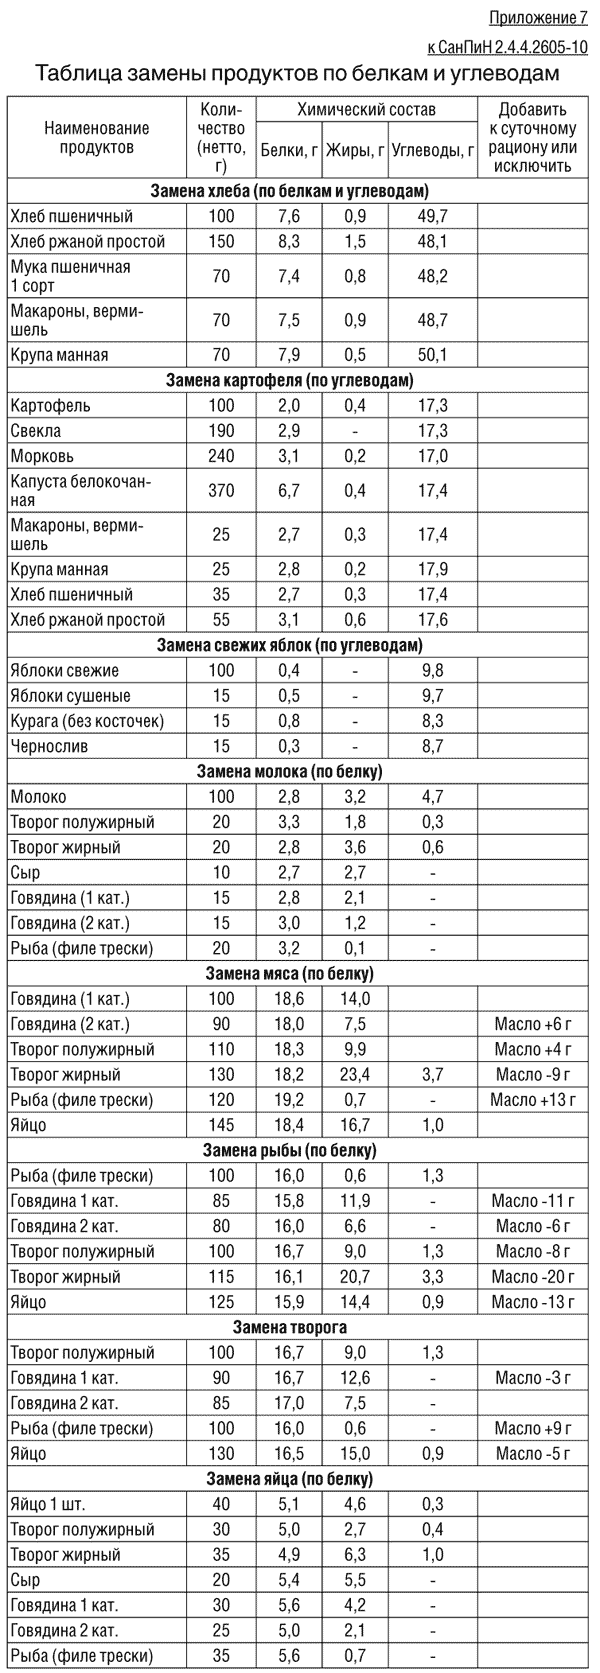 Приложение 7
к СанПиН 2.4.4.2605-10
Таблица замены продуктов по белкам и углеводам
Наименование продуктов | Коли-чество (нетто, г) | Химический состав | Добавить к суточному рациону или исключить
Белки, г | Жиры, г | Углеводы, г
Замена хлеба (по белкам и углеводам)
Хлеб пшеничный | 100 | 7,6 | 0,9 | 49,7
Хлеб ржаной простой | 150 | 8,3 | 1,5 | 48,1
Мука пшеничная
1 сорт | 70 | 7,4 | 0,8 | 48,2
Макароны, верми-
шель | 70 | 7,5 | 0,9 | 48,7
Крупа манная | 70 | 7,9 | 0,5 | 50,1
Замена картофеля (по углеводам)
Картофель | 100 | 2,0 | 0,4 | 17,3
Свекла | 190 | 2,9 | - | 17,3
Морковь | 240 | 3,1 | 0,2 | 17,0
Капуста белокочан-
ная | 370 | 6,7 | 0,4 | 17,4
Макароны, верми-
шель | 25 | 2,7 | 0,3 | 17,4
Крупа манная | 25 | 2,8 | 0,2 | 17,9
Хлеб пшеничный | 35 | 2,7 | 0,3 | 17,4
Хлеб ржаной простой | 55 | 3,1 | 0,6 | 17,6
Замена свежих яблок (по углеводам)
Яблоки свежие | 100 | 0,4 | - | 9,8
Яблоки сушеные | 15 | 0,5 | - | 9,7
Курага (без косточек) | 15 | 0,8 | - | 8,3
Чернослив | 15 | 0,3 | - | 8,7
Замена молока (по белку)
Молоко | 100 | 2,8 | 3,2 | 4,7
Творог полужирный | 20 | 3,3 | 1,8 | 0,3
Творог жирный | 20 | 2,8 | 3,6 | 0,6
Сыр | 10 | 2,7 | 2,7 | -
Говядина (1 кат.) | 15 | 2,8 | 2,1 | -
Говядина (2 кат.) | 15 | 3,0 | 1,2 | -
Рыба (филе трески) | 20 | 3,2 | 0,1 | -
Замена мяса (по белку)
Говядина (1 кат.) | 100 | 18,6 | 14,0
Говядина (2 кат.) | 90 | 18,0 | 7,5 | | Масло +6 г
Творог полужирный | 110 | 18,3 | 9,9 | | Масло +4 г
Творог жирный | 130 | 18,2 | 23,4 | 3,7 | Масло -9 г
Рыба (филе трески) | 120 | 19,2 | 0,7 | - | Масло +13 г
Яйцо | 145 | 18,4 | 16,7 | 1,0
Замена рыбы (по белку)
Рыба (филе трески) | 100 | 16,0 | 0,6 | 1,3
Говядина 1 кат. | 85 | 15,8 | 11,9 | - | Масло -11 г
Говядина 2 кат. | 80 | 16,0 | 6,6 | - | Масло -6 г
Творог полужирный | 100 | 16,7 | 9,0 | 1,3 | Масло -8 г
Творог жирный | 115 | 16,1 | 20,7 | 3,3 | Масло -20 г
Яйцо | 125 | 15,9 | 14,4 | 0,9 | Масло -13 г
Замена творога
Творог полужирный | 100 | 16,7 | 9,0 | 1,3
Говядина 1 кат. | 90 | 16,7 | 12,6 | - | Масло -3 г
Говядина 2 кат. | 85 | 17,0 | 7,5 | -
Рыба (филе трески) | 100 | 16,0 | 0,6 | - | Масло +9 г
Яйцо | 130 | 16,5 | 15,0 | 0,9 | Масло -5 г
Замена яйца (по белку)
Яйцо 1 шт. | 40 | 5,1 | 4,6 | 0,3
Творог полужирный | 30 | 5,0 | 2,7 | 0,4
Творог жирный | 35 | 4,9 | 6,3 | 1,0
Сыр | 20 | 5,4 | 5,5 | -
Говядина 1 кат. | 30 | 5,6 | 4,2 | -
Говядина 2 кат. | 25 | 5,0 | 2,1 | -
Рыба (филе трески) | 35 | 5,6 | 0,7 | -